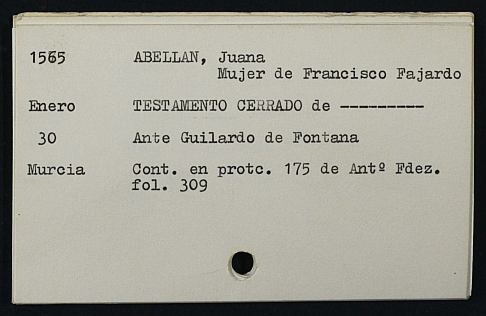 1565 ABELLAN, Juana
Mujer de Francisco Fajardo
Enero TESTAMENTO CERRADO de ---------
30 Ante Guilardo de Fontana
Murcia Cont. en protc. 175 de Antº Fdez.
fol. 309